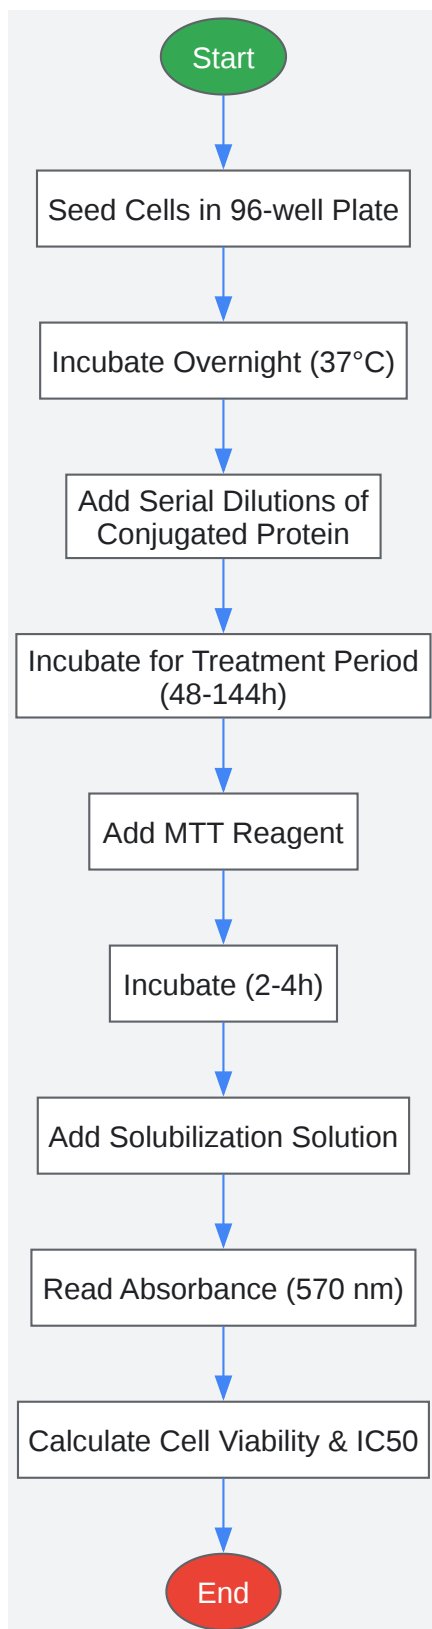 Start
Seed Cells in 96-well Plate
Incubate Overnight (37°C)
Add Serial Dilutions of
Conjugated Protein
Incubate for Treatment Period
(48-144h)
Add MTT Reagent
Incubate (2-4h)
Add Solubilization Solution
Read Absorbance (570 nm)
Calculate Cell Viability & IC50
End